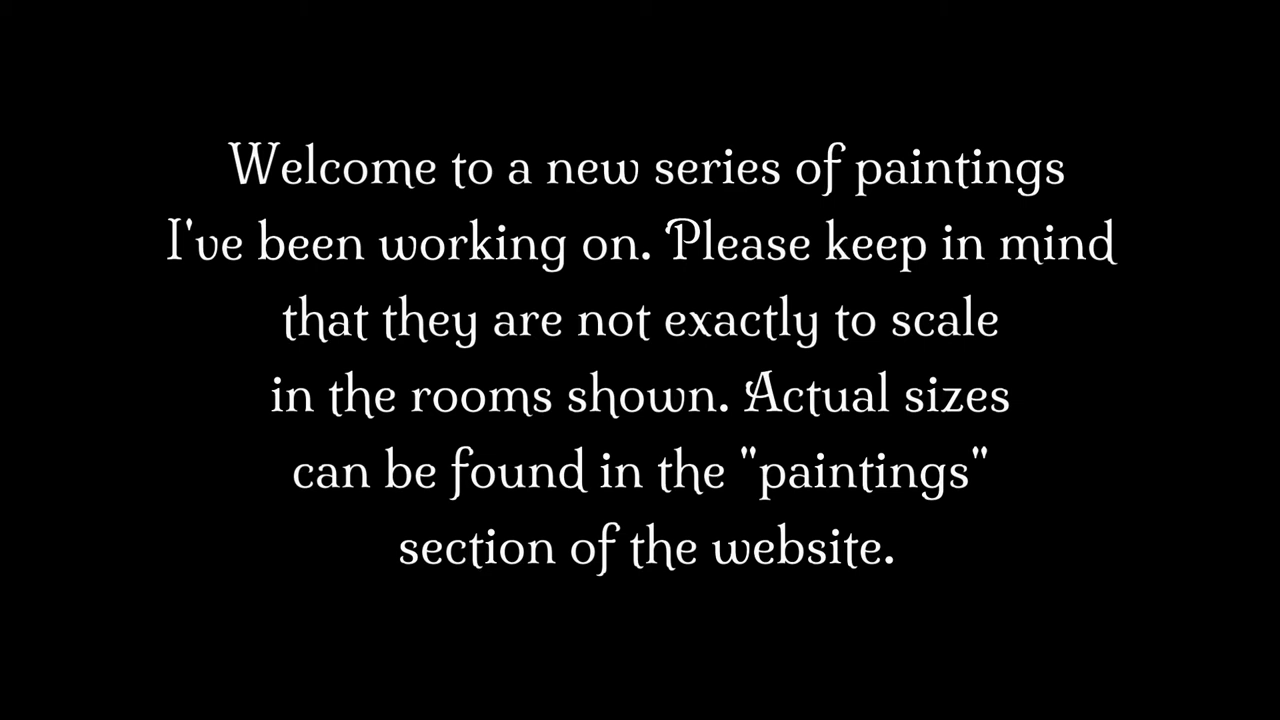 Welcome to a new series of paintings
I've been working on. Please keep in mind
that they are not exactly to scale
in the rooms shown. Actual sizes
can be found in the "paintings"
section of the website.